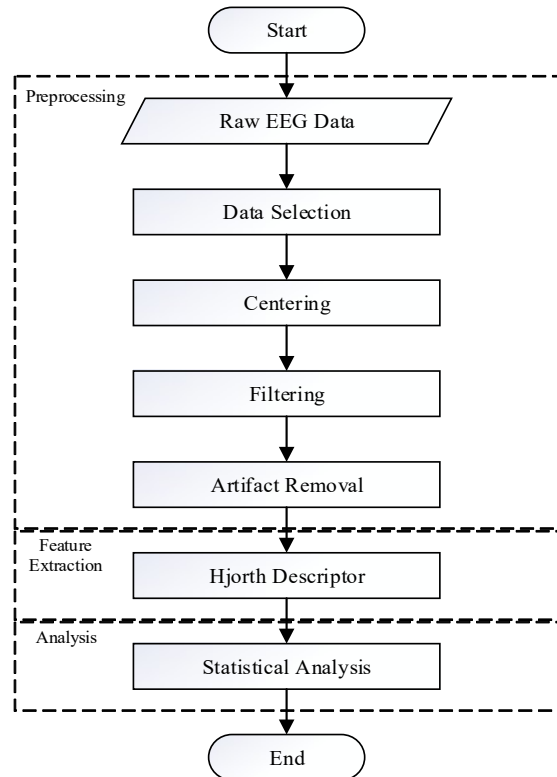 Start
Preprocessing
Raw EEG Data
Data Selection
Centering
Filtering
Artifact Removal
Feature
Extraction
Hjorth Descriptor
Analysis
Statistical Analysis
End